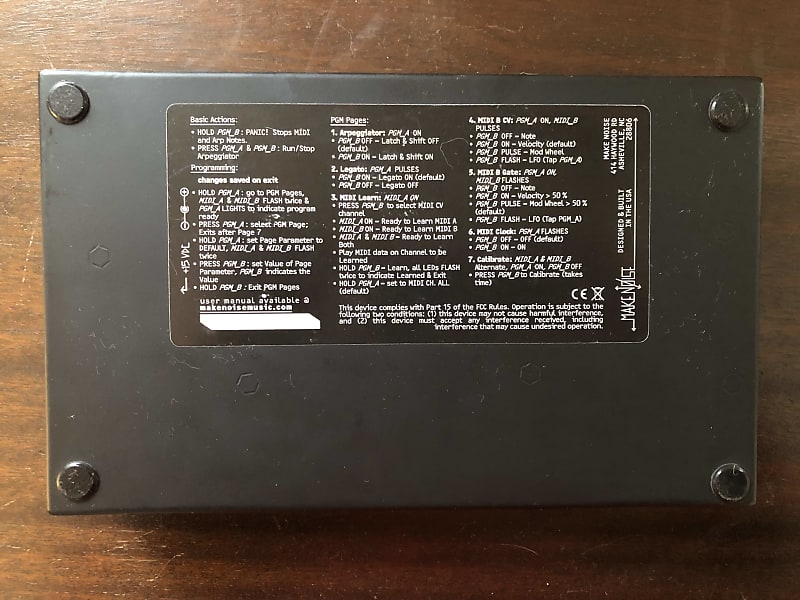 Basic Actions:
• HOLD PGM_B : PANIC! Stops MIDI
and Arp Notes.
• PRESS PGM_A & PGM_B : Run/Stop
Arpeggiator
Programming:
changes saved on exit
• HOLD PGM_A : go to PGM Pages,
MIDI_A & MIDI_B FLASH twice &
PGM_A LIGHTS to indicate program
ready
• PRESS PGM_A : select PGM Page;
Exits after Page 7
• HOLD PGM_A : set Page Parameter to
DEFAULT, MIDI_A & MIDI_B FLASH
twice
• PRESS PGM_B : set Value of Page
Parameter, PGM_B indicates the
Value
• HOLD PGM_B : Exit PGM Pages
user manual available @
makenoisemusic.com
+15 VDC
PGM Pages:
1. Arpeggiator: PGM_A ON
• PGM_B OFF – Latch & Shift OFF
(default)
• PGM_B ON – Latch & Shift ON
2. Legato: PGM_A PULSES
• PGM_B ON – Legato ON (default)
• PGM_B OFF – Legato OFF
3. MIDI Learn: MIDI_A ON
• PRESS PGM_B to select MIDI CV
channel
• MIDI_A ON – Ready to Learn MIDI A
• MIDI_B ON – Ready to Learn MIDI B
• MIDI_A & MIDI_B – Ready to Learn
Both
• Play MIDI data on Channel to be
Learned
• HOLD PGM_B – Learn, all LEDs FLASH
twice to indicate Learned & Exit
• HOLD PGM_A – set to MIDI CH. ALL
(default)
4. MIDI B CV: PGM_A ON, MIDI_B
PULSES
• PGM_B OFF – Note
• PGM_B ON – Velocity (default)
• PGM_B PULSE – Mod Wheel
• PGM_B FLASH – LFO (Tap PGM_A)
5. MIDI B Gate: PGM_A ON,
MIDI_B FLASHES
• PGM_B OFF – Note
• PGM_B ON – Velocity > 50 %
• PGM_B PULSE – Mod Wheel > 50 %
(default)
• PGM_B FLASH – LFO (Tap PGM_A)
6. MIDI Clock: PGM_A FLASHES
• PGM_B OFF – OFF (default)
• PGM_B ON – ON
7. Calibrate: MIDI_A & MIDI_B
Alternate, PGM_A ON, PGM_B OFF
• PGM_B to Calibrate (takes
time)
CE
This device complies with Part 15 of the FCC Rules. Operation is subject to the
following two conditions: (1) this device may not cause harmful interference,
and (2) this device must accept any interference received, including
interference that may cause undesired operation.
MAKE NOISE
414 HAYWOOD RD
ASHEVILLE, NC
28806
DESIGNED & BUILT
IN THE USA
MAKE NOISE